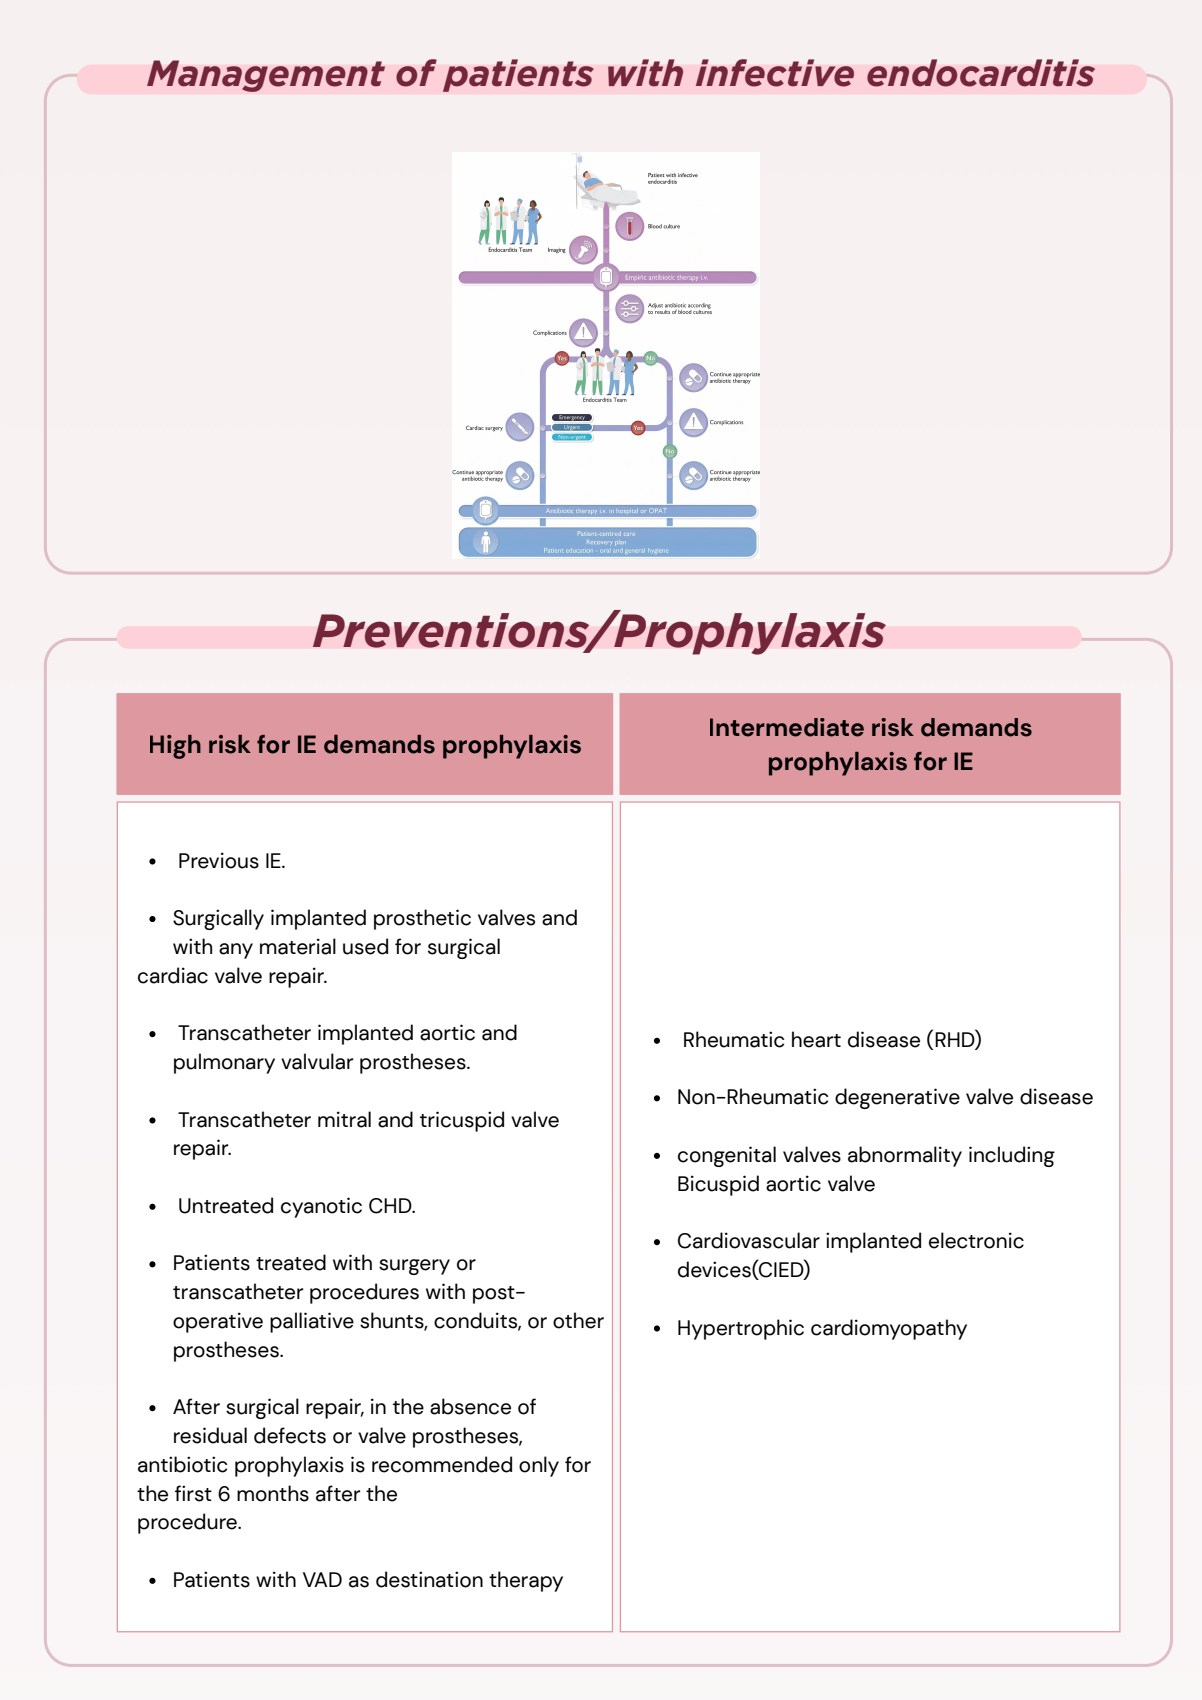 Management of patients with infective endocarditis
Patient with infective
endocarditis
Blood culture
Endocarditis Team
Imaging
Empiric antibiotic therapy i.v.
Adjust antibiotic according
to results of blood cultures
Complications
Yes
No
Endocarditis Team
Continue appropriate
antibiotic therapy
Cardiac surgery
Emergency
Urgent
Non-urgent
Yes
Complications
No
Continue appropriate
antibiotic therapy
Continue appropriate
antibiotic therapy
Antibiotic therapy i.v. in hospital or OPAT
Patient-centred care
Recovery plan
Patient education - oral and general hygiene
Preventions/Prophylaxis
High risk for IE demands prophylaxis
• Previous IE.
• Surgically implanted prosthetic valves and
with any material used for surgical
cardiac valve repair.
• Transcatheter implanted aortic and
pulmonary valvular prostheses.
• Transcatheter mitral and tricuspid valve
repair.
• Untreated cyanotic CHD.
• Patients treated with surgery or
transcatheter procedures with post-
operative palliative shunts, conduits, or other
prostheses.
• After surgical repair, in the absence of
residual defects or valve prostheses,
antibiotic prophylaxis is recommended only for
the first 6 months after the
procedure.
• Patients with VAD as destination therapy
Intermediate risk demands
prophylaxis for IE
• Rheumatic heart disease (RHD)
• Non-Rheumatic degenerative valve disease
• congenital valves abnormality including
Bicuspid aortic valve
• Cardiovascular implanted electronic
devices(CIED)
• Hypertrophic cardiomyopathy